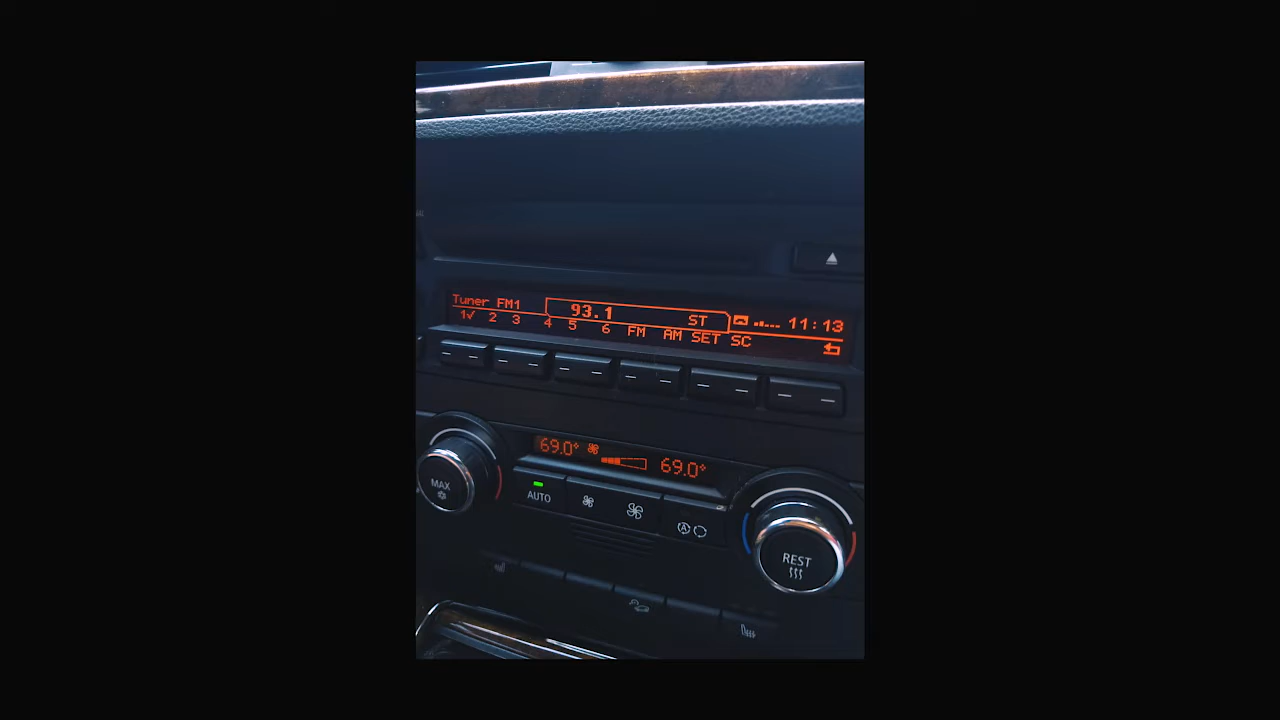 Tuner FM1 93.1 ST 11:13
1✓ 2 3 4 5 6 FM AM SET SC
69.0° 69.0°
MAX
AUTO
A
REST